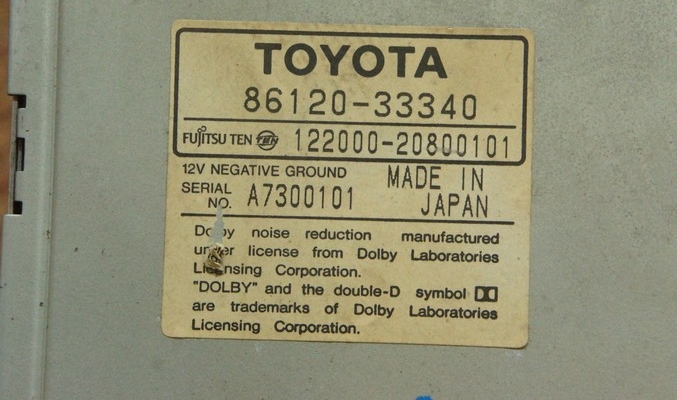 TOYOTA
86120-33340
FUJITSU TEN TEN 122000-20800101
12V NEGATIVE GROUND
SERIAL NO. A7300101
MADE IN JAPAN
Dolby noise reduction manufactured
under license from Dolby Laboratories
Licensing Corporation.
"DOLBY" and the double-D symbol
are trademarks of Dolby Laboratories
Licensing Corporation.